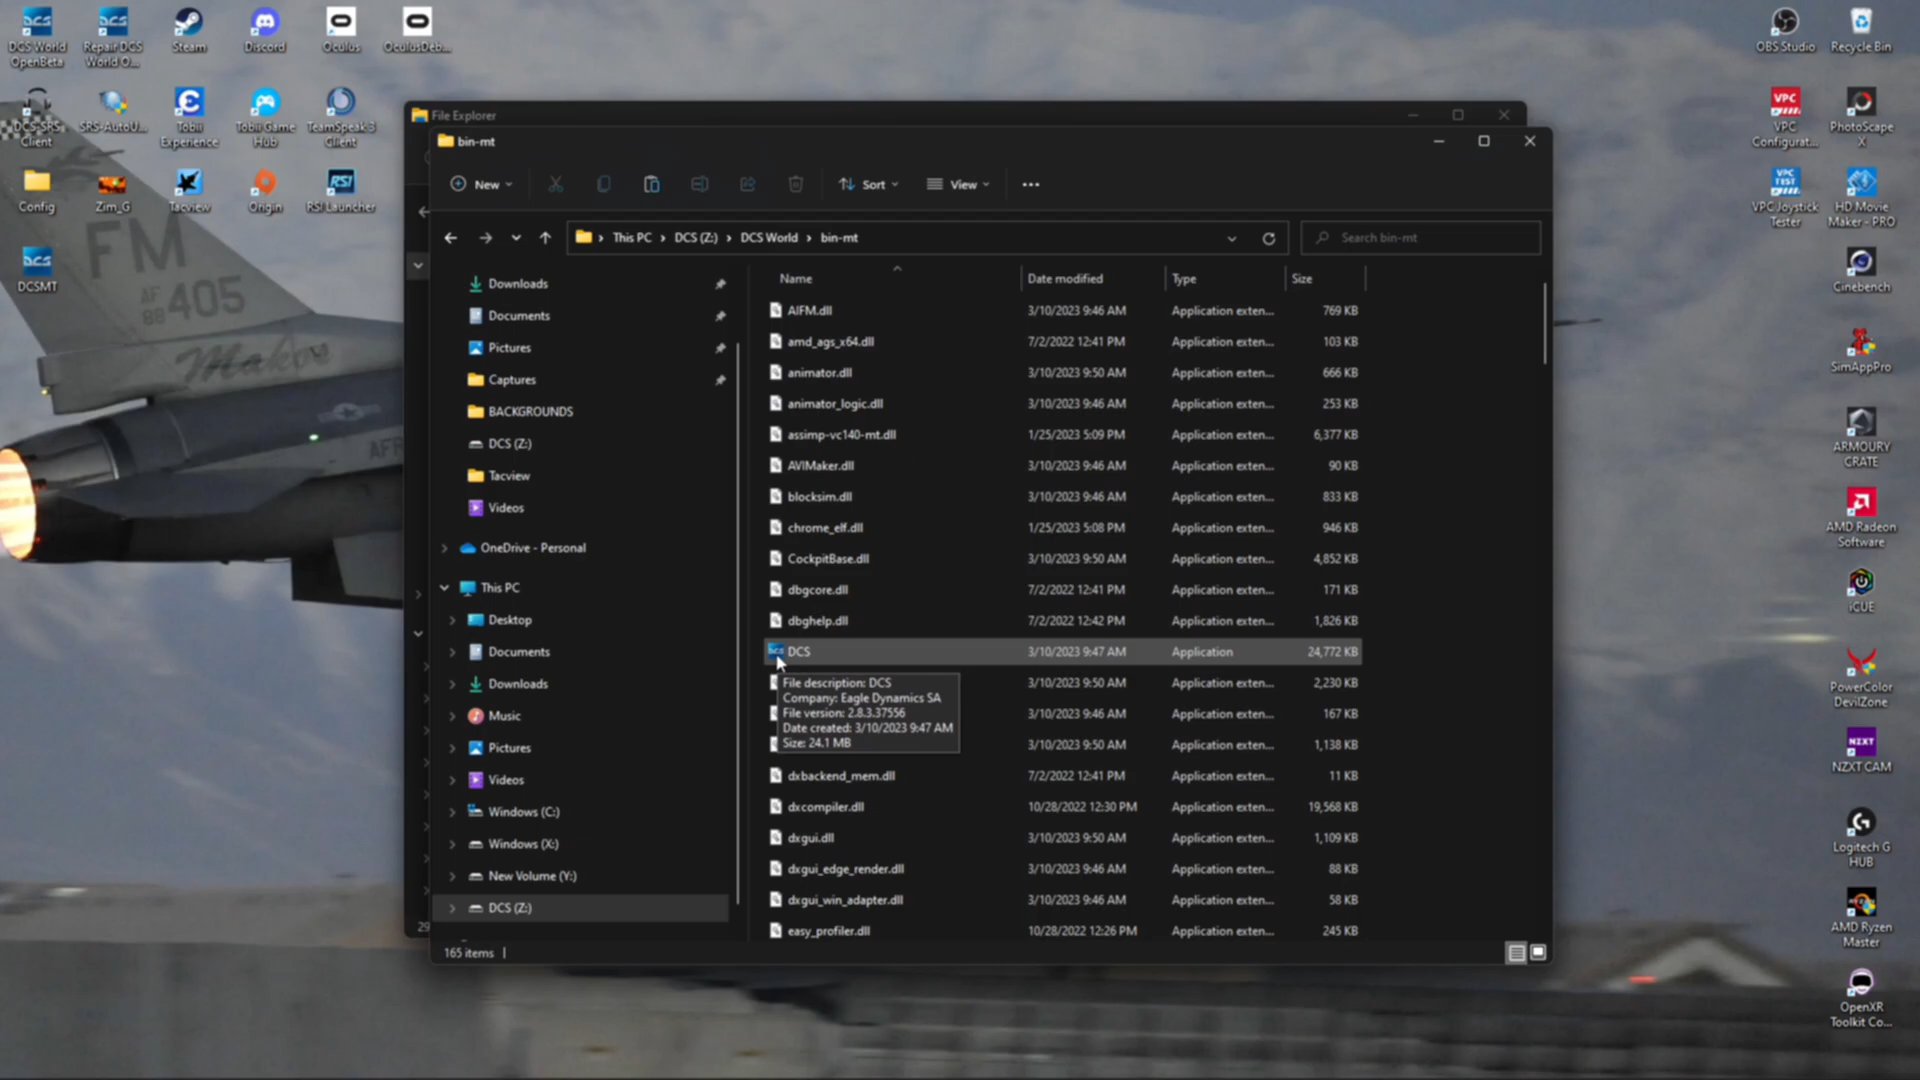 DCS World
OpenBeta
Repair DCS
World O...
Steam
Discord
Oculus
OculusDeb...
DCS-SRS
Client
SRS-AutoU...
Tobii
Experience
Tobii Game
Hub
TeamSpeak 3
Client
Config
Zim_G
Tacview
Origin
RSI Launcher
DCSMT
OBS Studio
Recycle Bin
VPC
Configurat...
PhotoScape
X
VPC Joystick
Tester
HD Movie
Maker - PRO
Cinebench
SimAppPro
ARMOURY
CRATE
AMD Radeon
Software
iCUE
PowerColor
DevilZone
NZXT CAM
Logitech G
HUB
AMD Ryzen
Master
OpenXR
Toolkit Co...
FM
AF
88
405
Makos
AFR
File Explorer
bin-mt
New
Sort
View
This PC
DCS (Z:)
DCS World
bin-mt
Search bin-mt
Downloads
Documents
Pictures
Captures
BACKGROUNDS
DCS (Z:)
Tacview
Videos
OneDrive - Personal
This PC
Desktop
Documents
Downloads
Music
Pictures
Videos
Windows (C:)
Windows (X:)
New Volume (Y:)
DCS (Z:)
Name Date modified Type Size
AIFM.dll 3/10/2023 9:46 AM Application exten... 769 KB
amd_ags_x64.dll 7/2/2022 12:41 PM Application exten... 103 KB
animator.dll 3/10/2023 9:50 AM Application exten... 666 KB
animator_logic.dll 3/10/2023 9:46 AM Application exten... 253 KB
assimp-vc140-mt.dll 1/25/2023 5:09 PM Application exten... 6,377 KB
AVIMaker.dll 3/10/2023 9:46 AM Application exten... 90 KB
blocksim.dll 3/10/2023 9:46 AM Application exten... 833 KB
chrome_elf.dll 1/25/2023 5:08 PM Application exten... 946 KB
CockpitBase.dll 3/10/2023 9:50 AM Application exten... 4,852 KB
dbgcore.dll 7/2/2022 12:41 PM Application exten... 171 KB
dbghelp.dll 7/2/2022 12:42 PM Application exten... 1,826 KB
DCS 3/10/2023 9:47 AM Application 24,772 KB
3/10/2023 9:50 AM Application exten... 2,230 KB
3/10/2023 9:46 AM Application exten... 167 KB
3/10/2023 9:50 AM Application exten... 1,138 KB
File description: DCS
Company: Eagle Dynamics SA
File version: 2.8.3.37556
Date created: 3/10/2023 9:47 AM
Size: 24.1 MB
dxbackend_mem.dll 7/2/2022 12:41 PM Application exten... 11 KB
dxcompiler.dll 10/28/2022 12:30 PM Application exten... 19,568 KB
dxgui.dll 3/10/2023 9:50 AM Application exten... 1,109 KB
dxgui_edge_render.dll 3/10/2023 9:46 AM Application exten... 88 KB
dxgui_win_adapter.dll 3/10/2023 9:46 AM Application exten... 58 KB
easy_profiler.dll 10/28/2022 12:26 PM Application exten... 245 KB
29
165 items